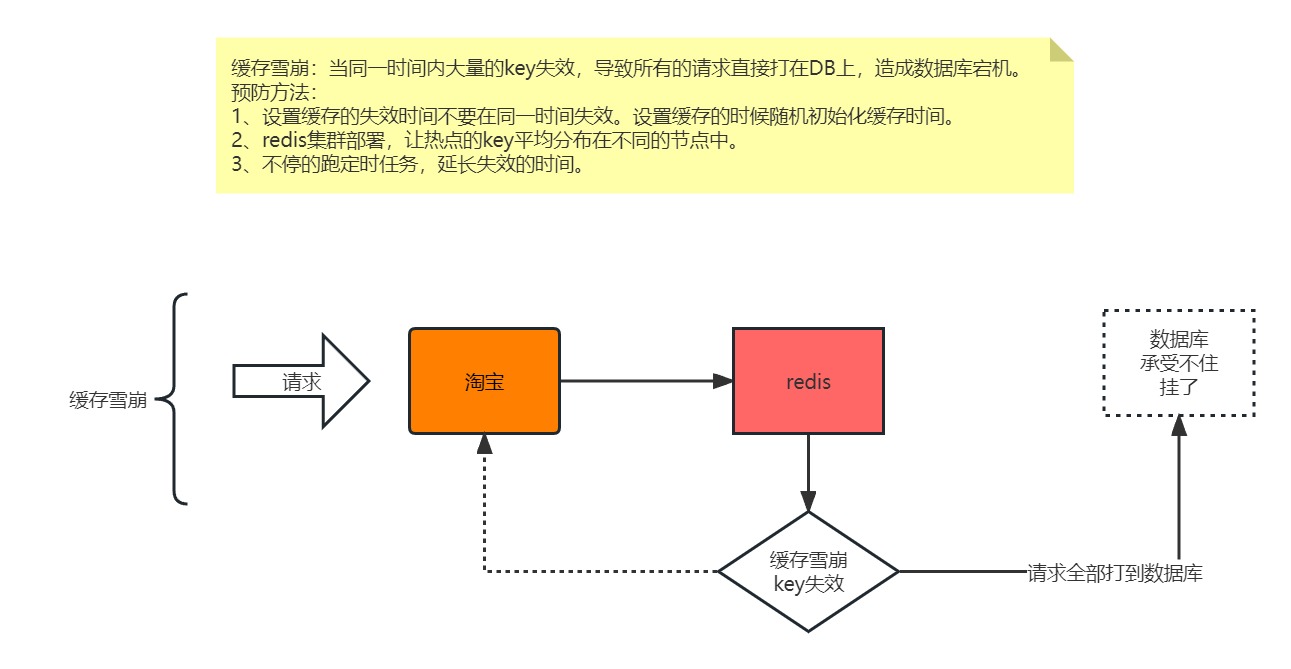 缓存雪崩：当同一时间内大量的key失效，导致所有的请求直接打在DB上，造成数据库宕机。
预防方法：
1、设置缓存的失效时间不要在同一时间失效。设置缓存的时候随机初始化缓存时间。
2、redis集群部署，让热点的key平均分布在不同的节点中。
3、不停的跑定时任务，延长失效的时间。
缓存雪崩
请求
淘宝
redis
数据库
承受不住
挂了
缓存雪崩
key失效
请求全部打到数据库